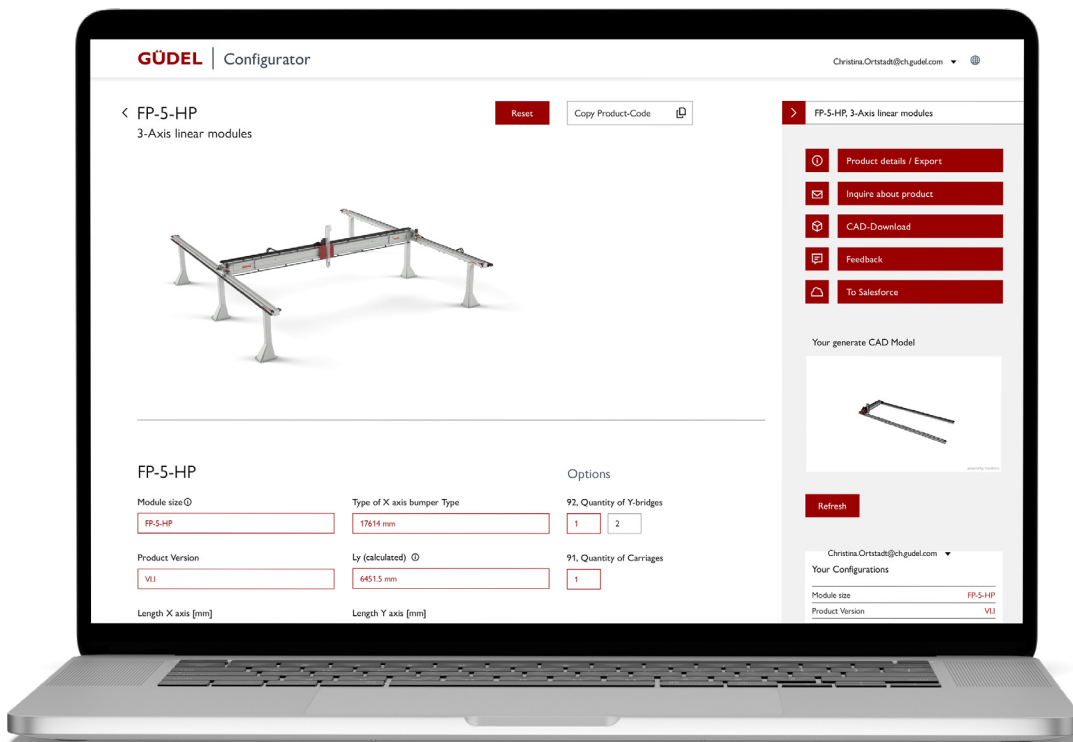 GÜDEL | Configurator
Christina.Ortstadt@ch.gudel.com
FP-5-HP
3-Axis linear modules
Reset
Copy Product-Code
FP-5-HP, 3-Axis linear modules
Product details / Export
Inquire about product
CAD-Download
Feedback
To Salesforce
Your generate CAD Model
Refresh
FP-5-HP
Options
Module size
Type of X axis bumper Type
92, Quantity of Y-bridges
FP-5-HP
17614 mm
1
2
Product Version
Ly (calculated)
91, Quantity of Carriages
V1.1
6451.5 mm
1
Length X axis [mm]
Length Y axis [mm]
Christina.Ortstadt@ch.gudel.com
Your Configurations
Module size
FP-5-HP
Product Version
V1.1